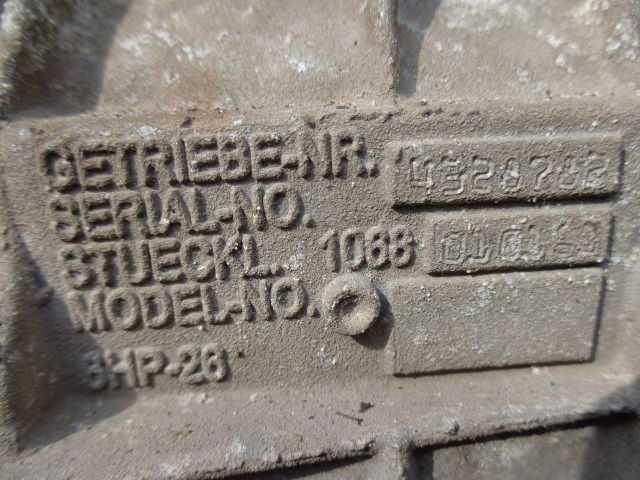 GETRIEBE-NR.
SERIAL-NO.
STUECKL. 1068
MODEL-NO.
6HP-26